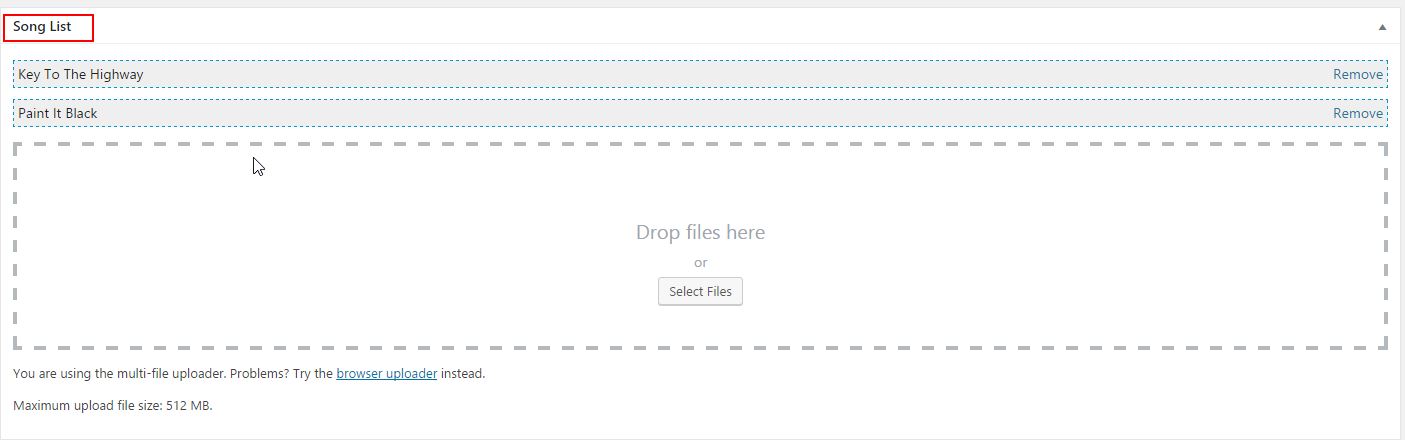 Song List
Key To The Highway Remove
Paint It Black Remove
Drop files here
or
Select Files
You are using the multi-file uploader. Problems? Try the browser uploader instead.
Maximum upload file size: 512 MB.